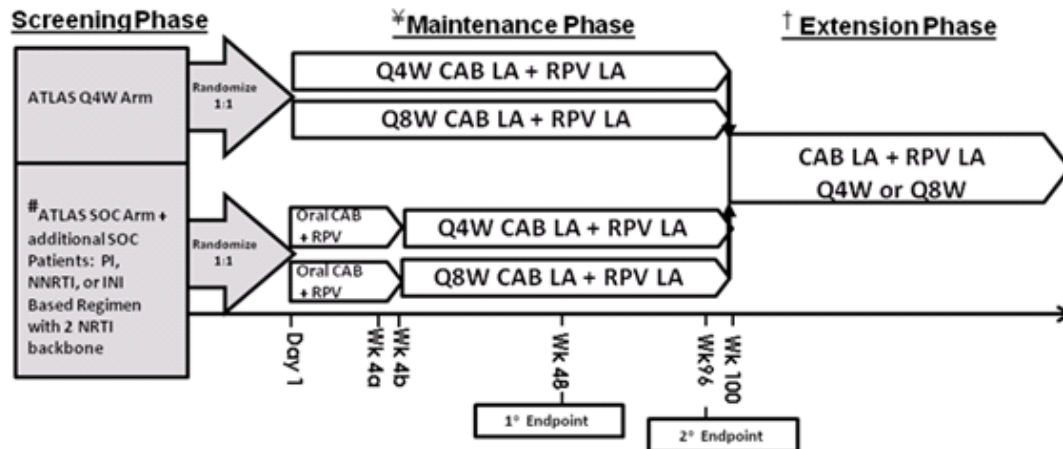 Screening Phase
¥Maintenance Phase
† Extension Phase
ATLAS Q4W Arm
Randomize
1:1
Q4W CAB LA + RPV LA
Q8W CAB LA + RPV LA
CAB LA + RPV LA
Q4W or Q8W
#ATLAS SOC Arm +
additional SOC
Patients: PI,
NNRTI, or INI
Based Regimen
with 2 NRTI
backbone
Randomize
1:1
Oral CAB
+ RPV
Q4W CAB LA + RPV LA
Oral CAB
+ RPV
Q8W CAB LA + RPV LA
Day 1
Wk 4a
Wk 4b
Wk 48
Wk96
Wk 100
1° Endpoint
2° Endpoint